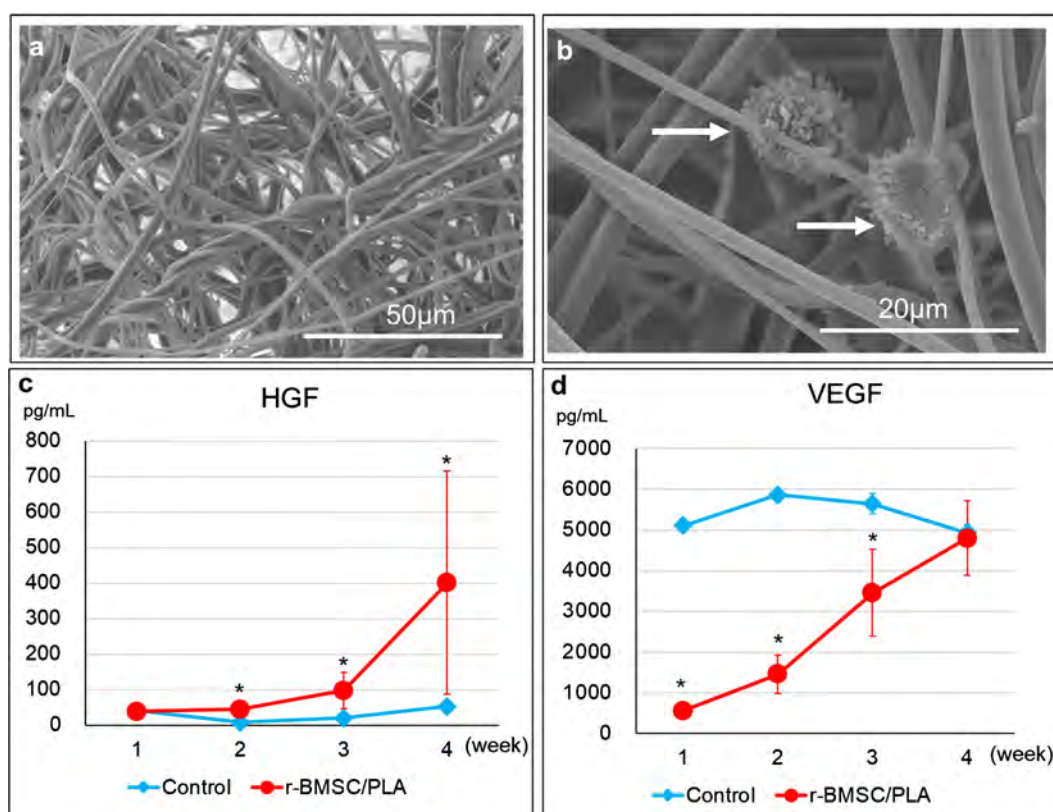 a
50μm
b
20μm
c
HGF
pg/mL
800
700
600
500
400
300
200
100
0
*
*
*
1 2 3 4 (week)
Control r-BMSC/PLA
d
VEGF
pg/mL
7000
6000
5000
4000
3000
2000
1000
0
*
*
*
1 2 3 4 (week)
Control r-BMSC/PLA